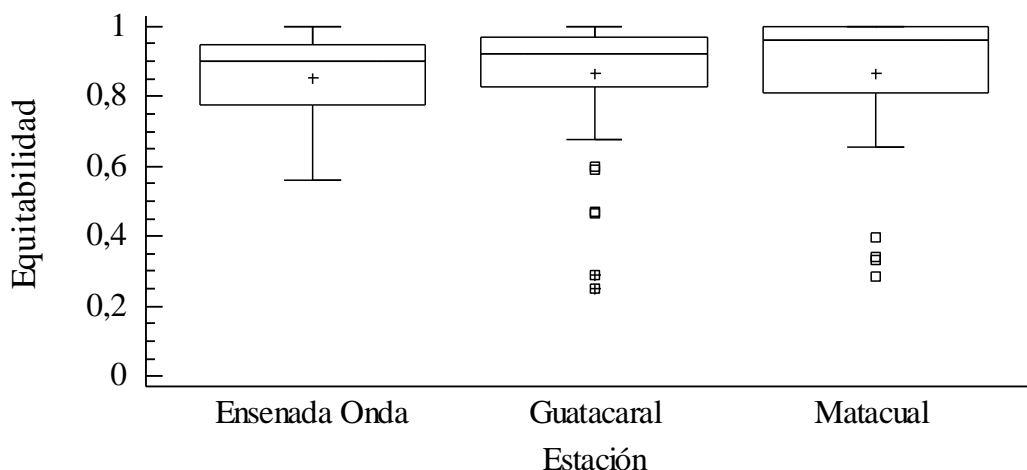 Equitabilidad
1
0,8
0,6
0,4
0,2
0
Ensenada Onda Guatacaral Matacual
Estación